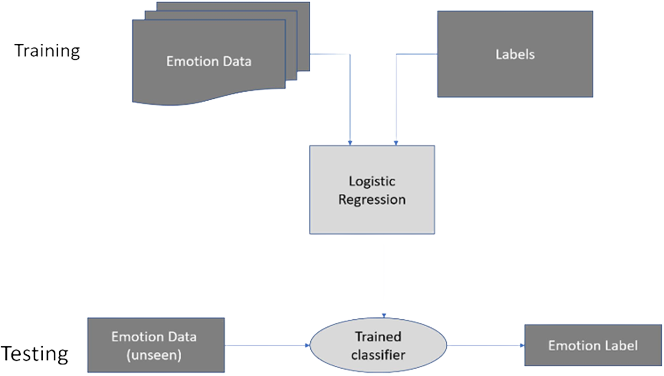 Training
Emotion Data
Labels
Logistic
Regression
Testing
Emotion Data
(unseen)
Trained
classifier
Emotion Label